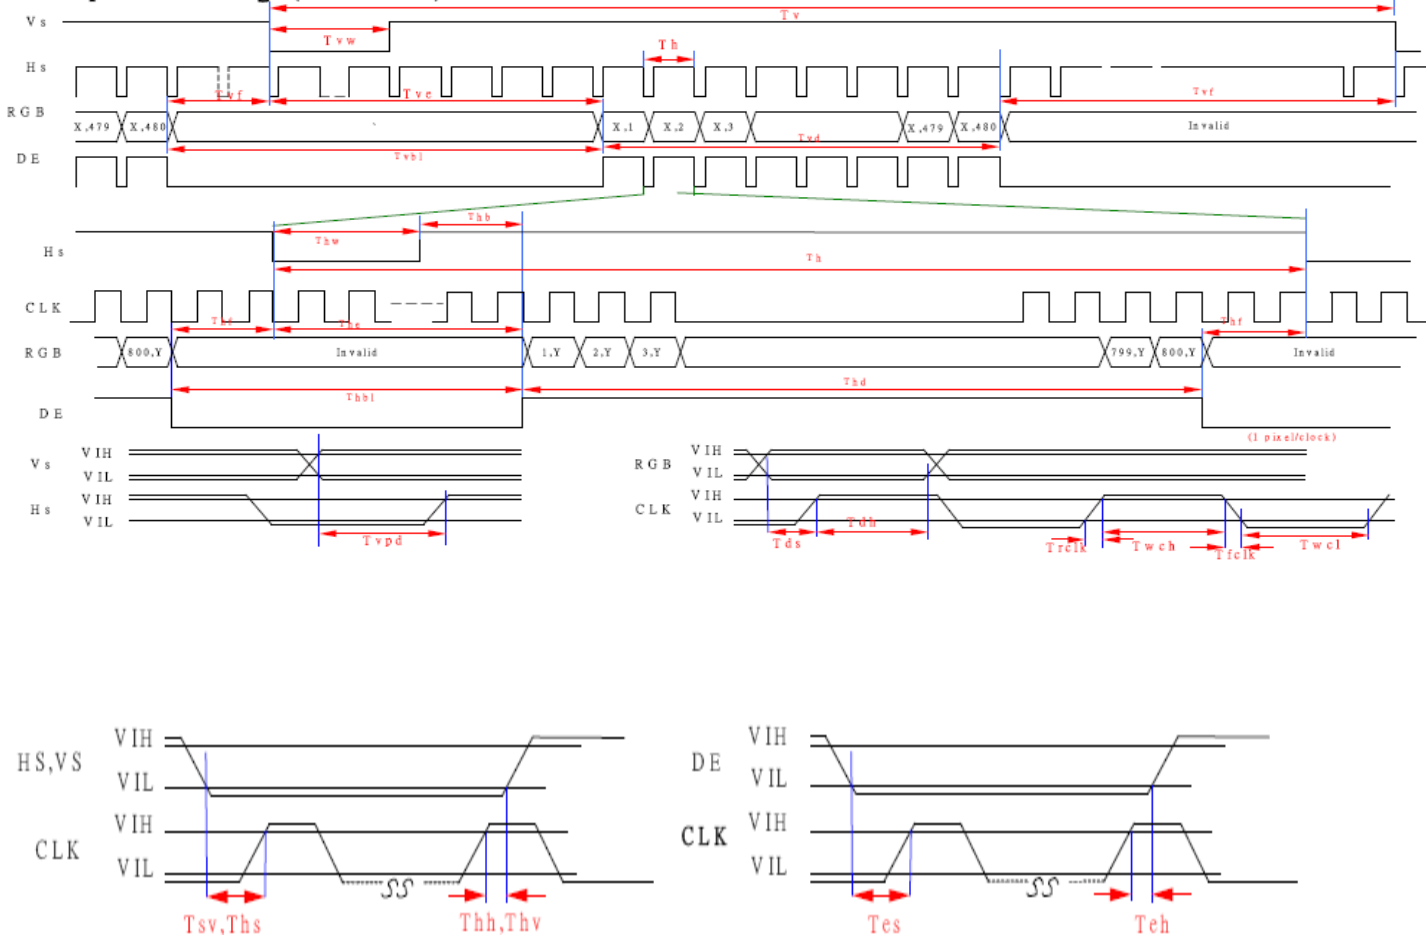 Tv
Vs
Tvw
Th
Hs
Tvf Tve Tvf
RGB
X,479 X,480 X,1 X,2 X,3 X,479 X,480 Invalid
Tvd
DE
Tvbl
Thb
Thw
Hs
Th
CLK
Thf The Thf
RGB 800,Y Invalid 1,Y 2,Y 3,Y 799,Y 800,Y Invalid
Thd
Thbl
DE
(1 pixel/clock)
VIH VIH
Vs RGB
VIL VIL
VIH VIH
Hs CLK
VIL VIL
Tdh
Tvpd Tds Trclk Twch Tfclk Twcl
VIH VIH
HS,VS DE
VIL VIL
VIH VIH
CLK CLK
VIL VIL
SS SS
Tsv,Ths Thh,Thv Tes Teh